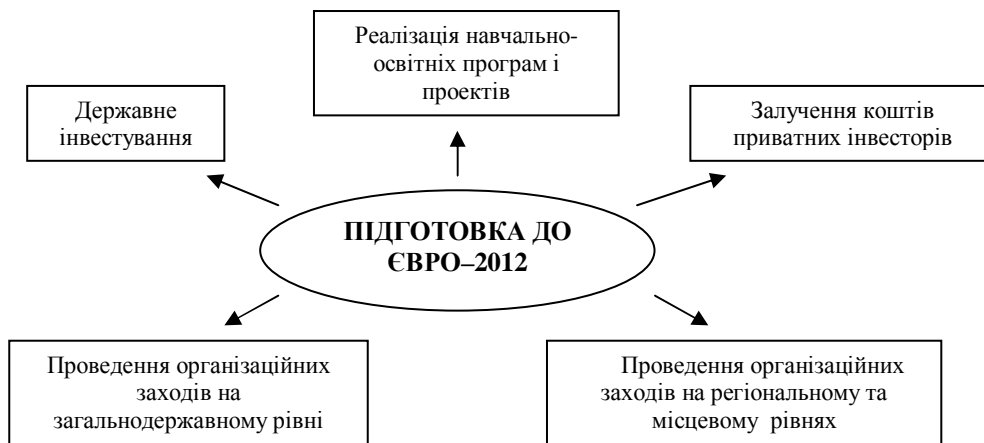 Реалізація навчально-
освітніх програм і
проектів
Державне
інвестування
Залучення коштів
приватних інвесторів
ПІДГОТОВКА ДО
ЄВРО–2012
Проведення організаційних
заходів на
загальнодержавному рівні
Проведення організаційних
заходів на регіональному та
місцевому рівнях